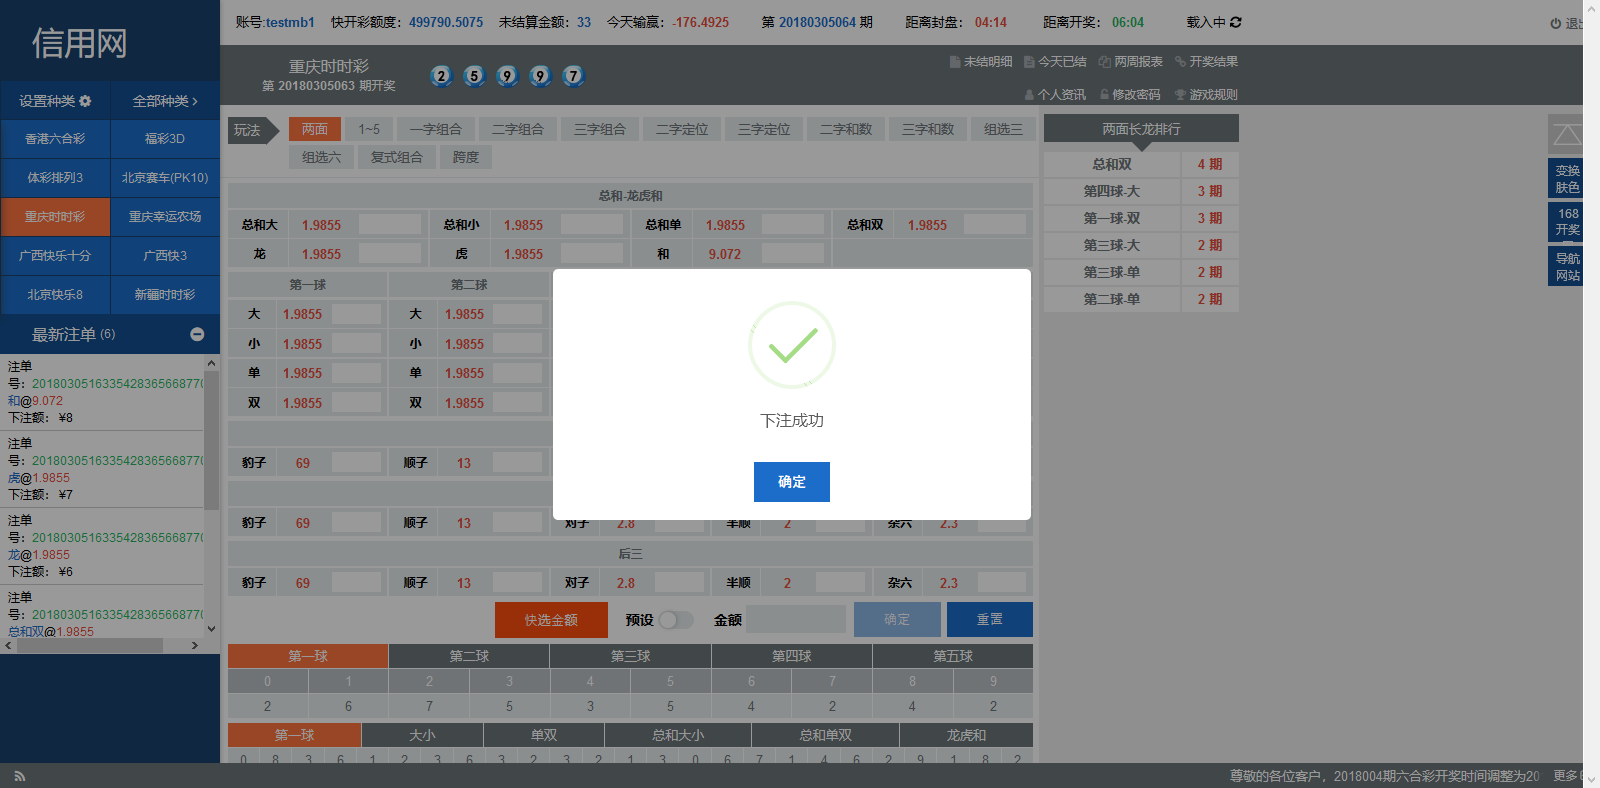 信用网
账号:testmb1 快开彩额度：499790.5075 未结算金额：33 今天输赢：-176.4925 第 20180305064 期 距离封盘： 04:14 距离开奖： 06:04 载入中
设置种类 全部种类
香港六合彩 福彩3D
体彩排列3 北京赛车(PK10)
重庆时时彩 重庆幸运农场
广西快乐十分 广西快3
北京快乐8 新疆时时彩
最新注单 (6)
注单
号：2018030516335428365668770
和@9.072
下注额： ¥8
注单
号：2018030516335428365668770
虎@1.9855
下注额： ¥7
注单
号：2018030516335428365668770
龙@1.9855
下注额： ¥6
注单
号：2018030516335428365668770
总和双@1.9855
重庆时时彩
第 20180305063 期开奖
2 5 9 9 7
未结明细 今天已结 两周报表 开奖结果
个人资讯 修改密码 游戏规则
玩法 两面 1~5 一字组合 二字组合 三字组合 二字定位 三字定位 二字和数 三字和数 组选三
组选六 复式组合 跨度
总和-龙虎和
总和大 1.9855 总和小 1.9855 总和单 1.9855 总和双 1.9855
龙 1.9855 虎 1.9855 和 9.072
第一球 第二球
大 1.9855 大 1.9855
小 1.9855 小 1.9855
单 1.9855 单 1.9855
双 1.9855 双 1.9855
豹子 69 顺子 13
豹子 69 顺子 13 对子 2.8 半顺 2 杂六 2.3
后三
豹子 69 顺子 13 对子 2.8 半顺 2 杂六 2.3
下注成功
确定
快选金额 预设 金额 确定 重置
第一球 第二球 第三球 第四球 第五球
0 1 2 3 4 5 6 7 8 9
2 6 7 5 3 5 4 2 4 2
第一球 大小 单双 总和大小 总和单双 龙虎和
0 8 3 6 1 2 3 6 3 2 3 2 1 3 0 6 7 1 4 6 2 9 1 8 2
两面长龙排行
总和双 4 期
第四球-大 3 期
第一球-双 3 期
第三球-大 2 期
第三球-单 2 期
第二球-单 2 期
变换
肤色
168
开奖
导航
网站
尊敬的各位客户，2018004期六合彩开奖时间调整为20 更多